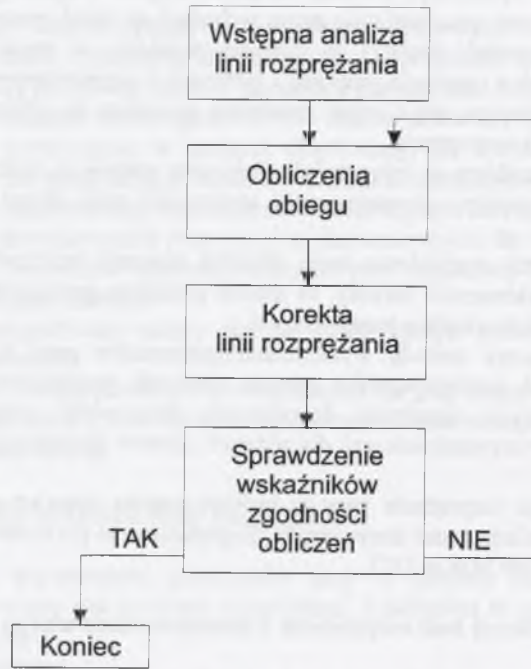 Wstępna analiza
linii rozprężania
Obliczenia
obiegu
Korekta
linii rozprężania
Sprawdzenie
wskaźników
zgodności
obliczeń
TAK
NIE
Koniec